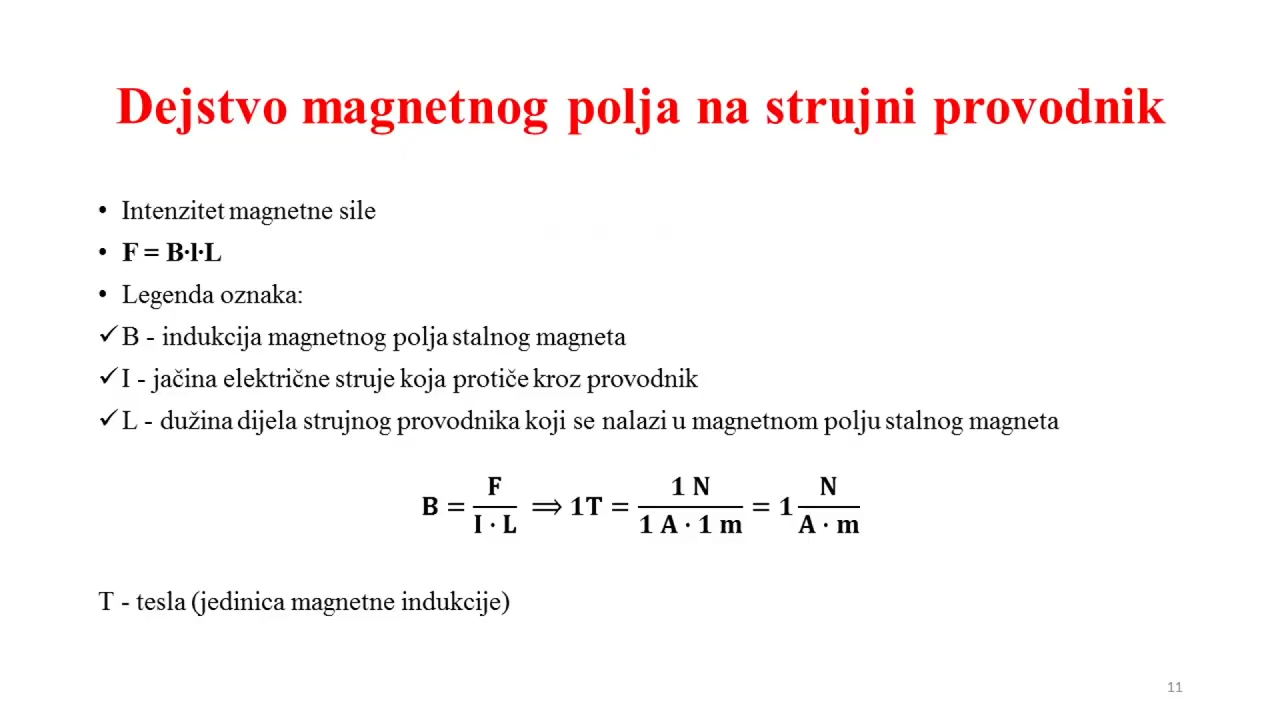 Dejstvo magnetnog polja na strujni provodnik
• Intenzitet magnetne sile
• F = B·l·L
• Legenda oznaka:
✓ B - indukcija magnetnog polja stalnog magneta
✓ I - jačina električne struje koja protiče kroz provodnik
✓ L - dužina dijela strujnog provodnika koji se nalazi u magnetnom polju stalnog magneta
B = F / (I · L) ⟹ 1T = 1 N / (1 A · 1 m) = 1 N / (A · m)
T - tesla (jedinica magnetne indukcije)
11